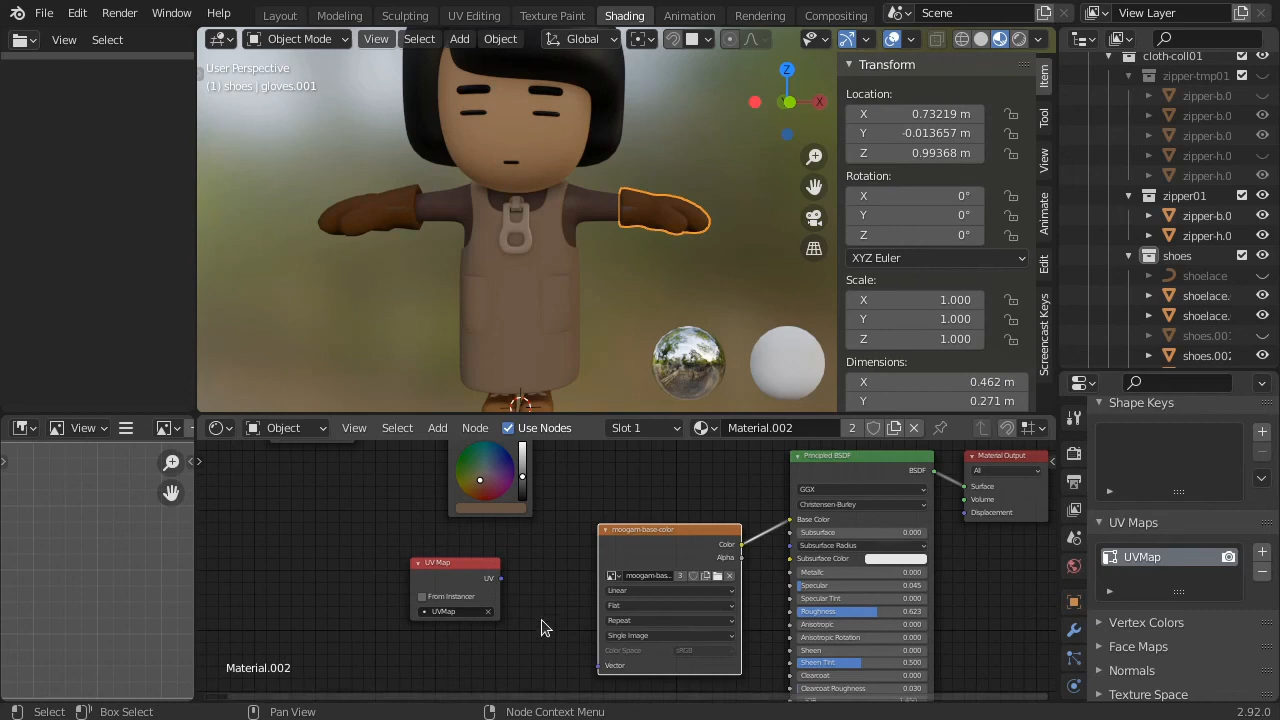 File Edit Render Window Help Layout Modeling Sculpting UV Editing Texture Paint Shading Animation Rendering Compositing Scene View Layer
View Select Object Mode View Select Add Object Global
User Perspective
(1) shoes | gloves.001
Z
X
Transform
Location:
X 0.73219 m
Y -0.013657 m
Z 0.99368 m
Rotation:
X 0°
Y 0°
Z 0°
XYZ Euler
Scale:
X 1.000
Y 1.000
Z 1.000
Dimensions:
X 0.462 m
Y 0.271 m
Item
Tool
View
Animate
Edit
Screencast Keys
cloth-coll01
zipper-tmp01
zipper-b.0
zipper-b.0
zipper-b.0
zipper-h.0
zipper-h.0
zipper01
zipper-b.0
zipper-h.0
shoes
shoelace
shoelace.
shoelace.
shoes.00
shoes.002
View Object View Select Add Node Use Nodes Slot 1 Material.002 2
UV Map
UV
From Instancer
UVMap
moogam-base-color
Color
Alpha
moogam-bas... 3
Linear
Flat
Repeat
Single Image
Color Space sRGB
Vector
Principled BSDF
BSDF
GGX
Christensen-Burley
Base Color
Subsurface 0.000
Subsurface Radius
Subsurface Color
Metallic 0.000
Specular 0.045
Specular Tint 0.000
Roughness 0.623
Anisotropic 0.000
Anisotropic Rotation 0.000
Sheen 0.000
Sheen Tint 0.500
Clearcoat 0.000
Clearcoat Roughness 0.030
Material Output
All
Surface
Volume
Displacement
Material.002
Shape Keys
UV Maps
UVMap
Vertex Colors
Face Maps
Normals
Texture Space
Select Box Select Pan View Node Context Menu 2.92.0